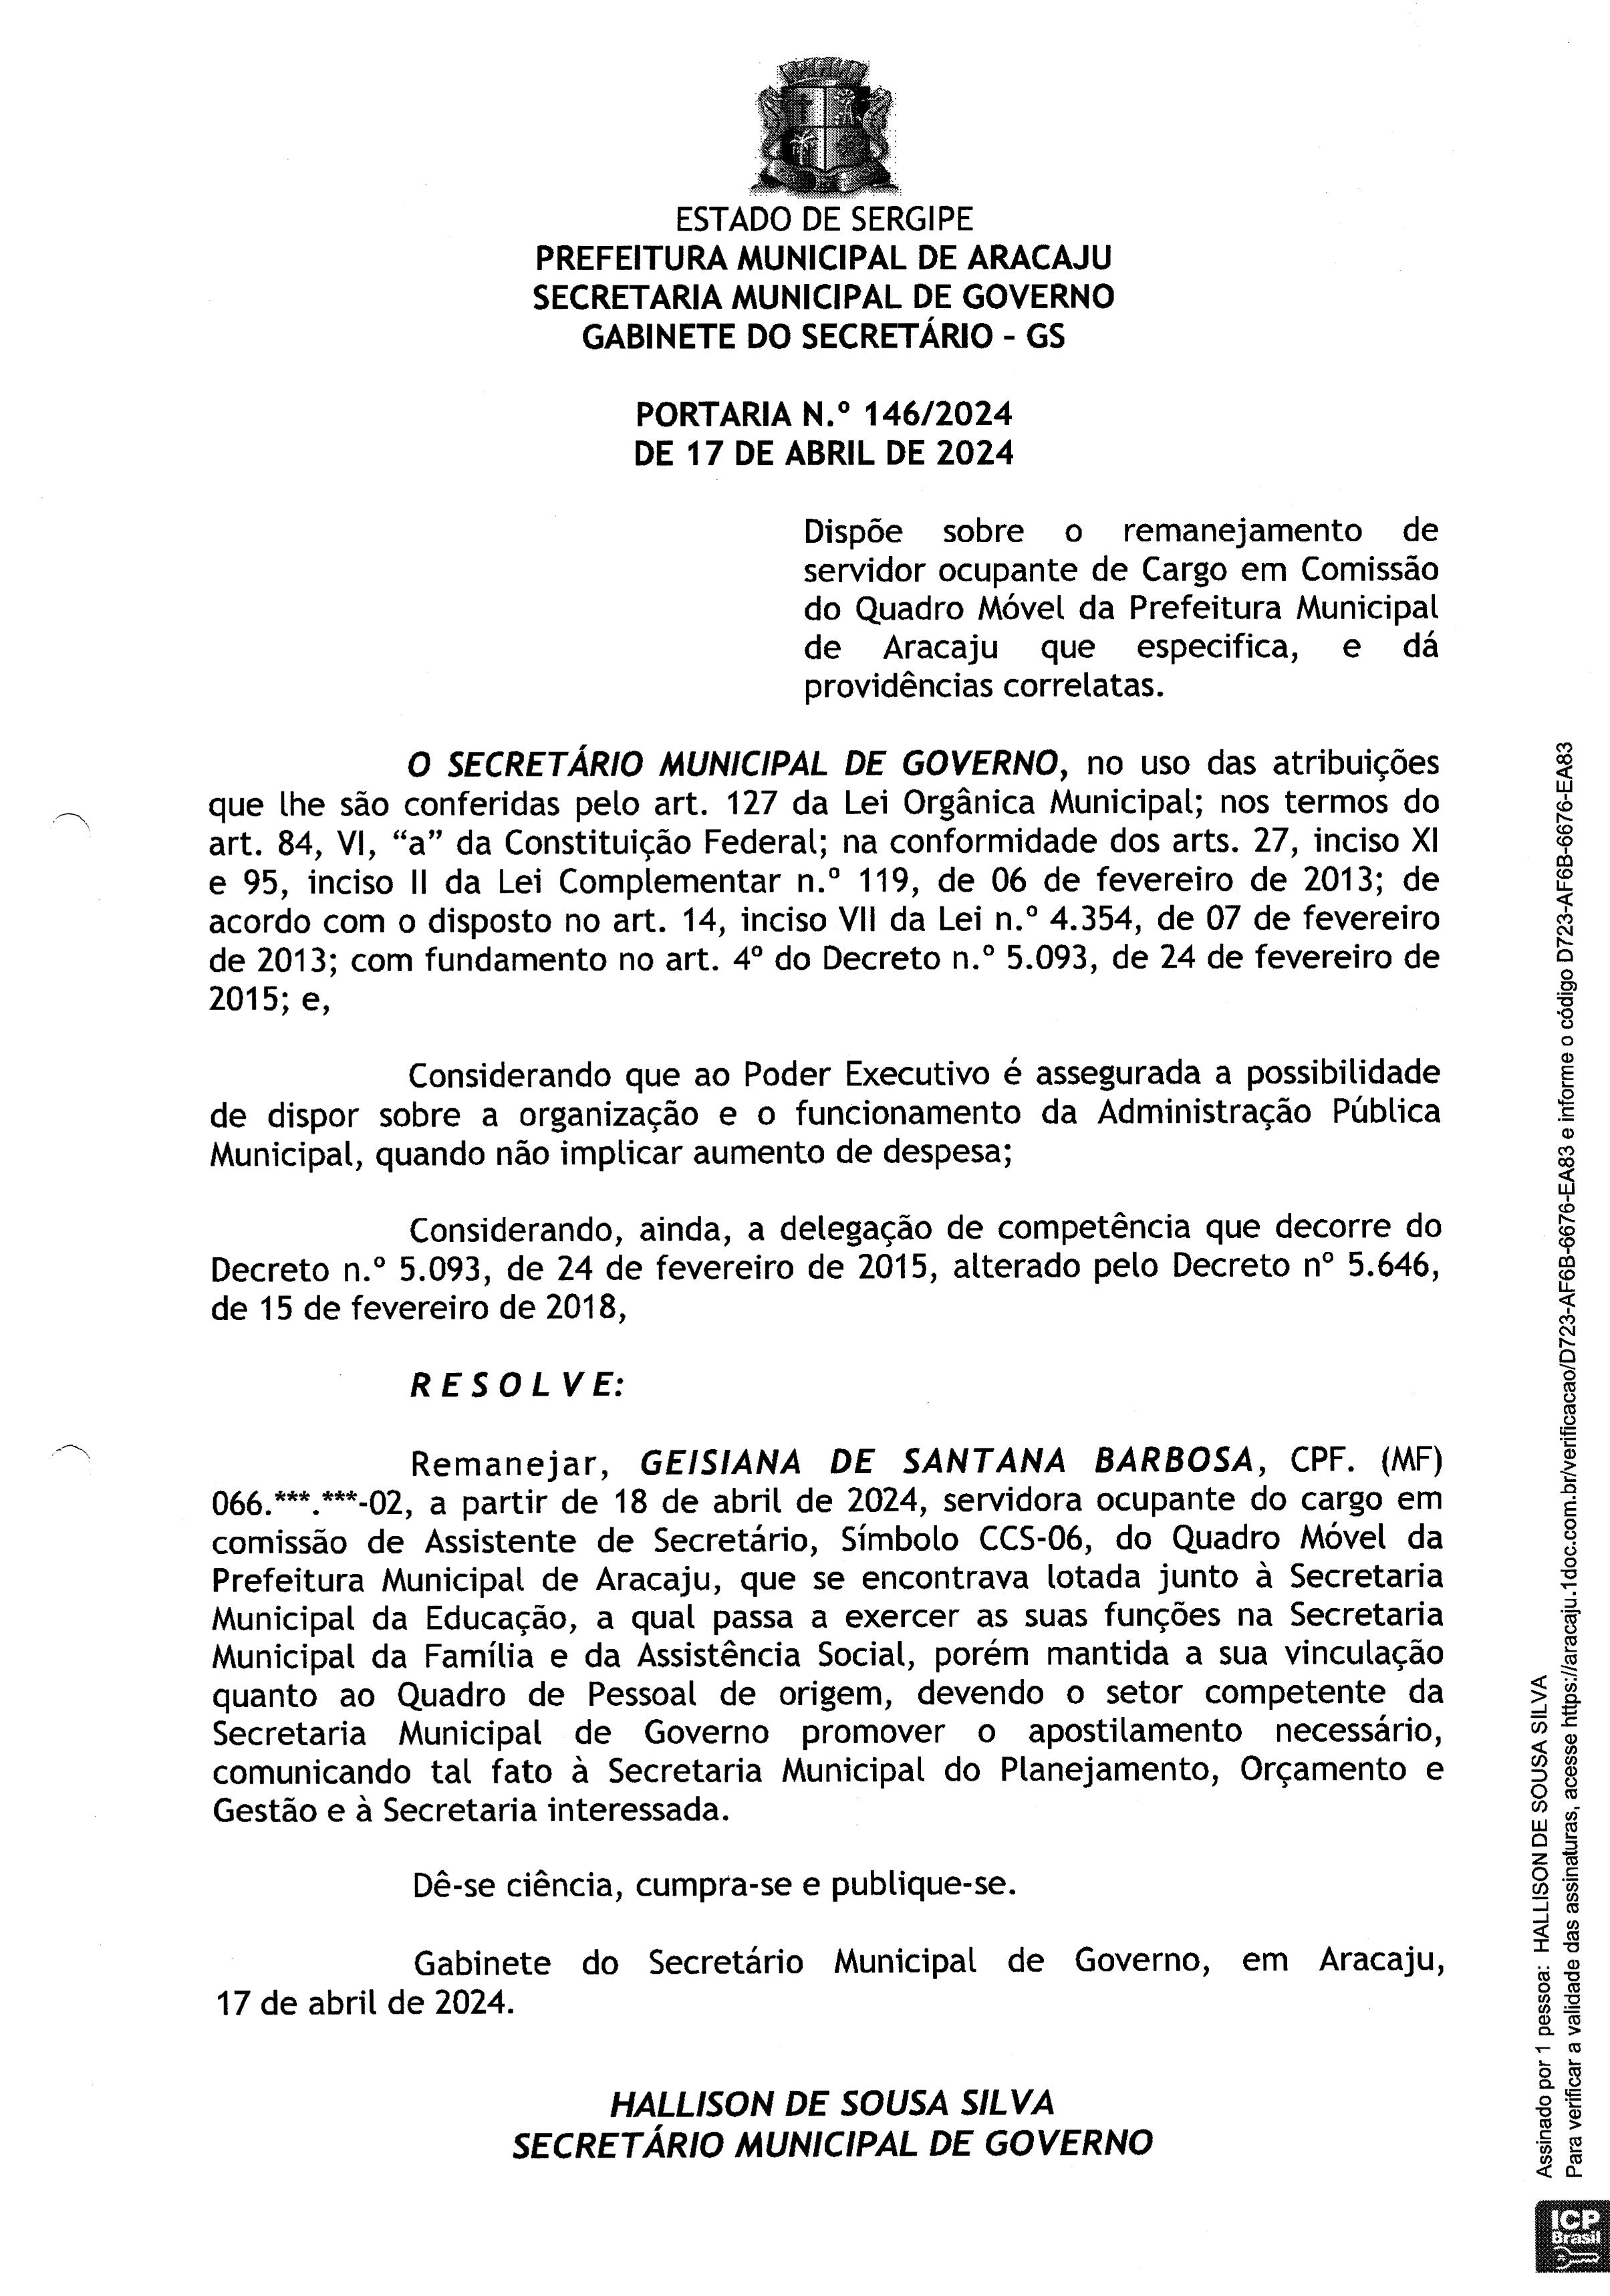 ESTADO DE SERGIPE
PREFEITURA MUNICIPAL DE ARACAJU
SECRETARIA MUNICIPAL DE GOVERNO
GABINETE DO SECRETÁRIO - GS
PORTARIA N.º 146/2024
DE 17 DE ABRIL DE 2024
Dispõe sobre o remanejamento de
servidor ocupante de Cargo em Comissão
do Quadro Móvel da Prefeitura Municipal
de Aracaju que especifica, e dá
providências correlatas.
O SECRETÁRIO MUNICIPAL DE GOVERNO, no uso das atribuições
que lhe são conferidas pelo art. 127 da Lei Orgânica Municipal; nos termos do
art. 84, VI, “a” da Constituição Federal; na conformidade dos arts. 27, inciso XI
e 95, inciso II da Lei Complementar n.º 119, de 06 de fevereiro de 2013; de
acordo com o disposto no art. 14, inciso VII da Lei n.º 4.354, de 07 de fevereiro
de 2013; com fundamento no art. 4º do Decreto n.º 5.093, de 24 de fevereiro de
2015; e,
Considerando que ao Poder Executivo é assegurada a possibilidade
de dispor sobre a organização e o funcionamento da Administração Pública
Municipal, quando não implicar aumento de despesa;
Considerando, ainda, a delegação de competência que decorre do
Decreto n.º 5.093, de 24 de fevereiro de 2015, alterado pelo Decreto nº 5.646,
de 15 de fevereiro de 2018,
R E S O L V E:
Remanejar, GEISIANA DE SANTANA BARBOSA, CPF. (MF)
066.***.***-02, a partir de 18 de abril de 2024, servidora ocupante do cargo em
comissão de Assistente de Secretário, Símbolo CCS-06, do Quadro Móvel da
Prefeitura Municipal de Aracaju, que se encontrava lotada junto à Secretaria
Municipal da Educação, a qual passa a exercer as suas funções na Secretaria
Municipal da Família e da Assistência Social, porém mantida a sua vinculação
quanto ao Quadro de Pessoal de origem, devendo o setor competente da
Secretaria Municipal de Governo promover o apostilamento necessário,
comunicando tal fato à Secretaria Municipal do Planejamento, Orçamento e
Gestão e à Secretaria interessada.
Dê-se ciência, cumpra-se e publique-se.
Gabinete do Secretário Municipal de Governo, em Aracaju,
17 de abril de 2024.
HALLISON DE SOUSA SILVA
SECRETÁRIO MUNICIPAL DE GOVERNO
Assinado por 1 pessoa: HALLISON DE SOUSA SILVA
Para verificar a validade das assinaturas, acesse https://aracaju.1doc.com.br/verificacao/D723-AF6B-6676-EA83 e informe o código D723-AF6B-6676-EA83
ICP
Brasil